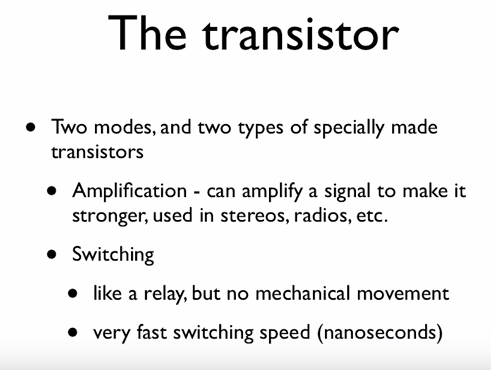 The transistor
• Two modes, and two types of specially made
transistors
• Amplification - can amplify a signal to make it
stronger, used in stereos, radios, etc.
• Switching
• like a relay, but no mechanical movement
• very fast switching speed (nanoseconds)